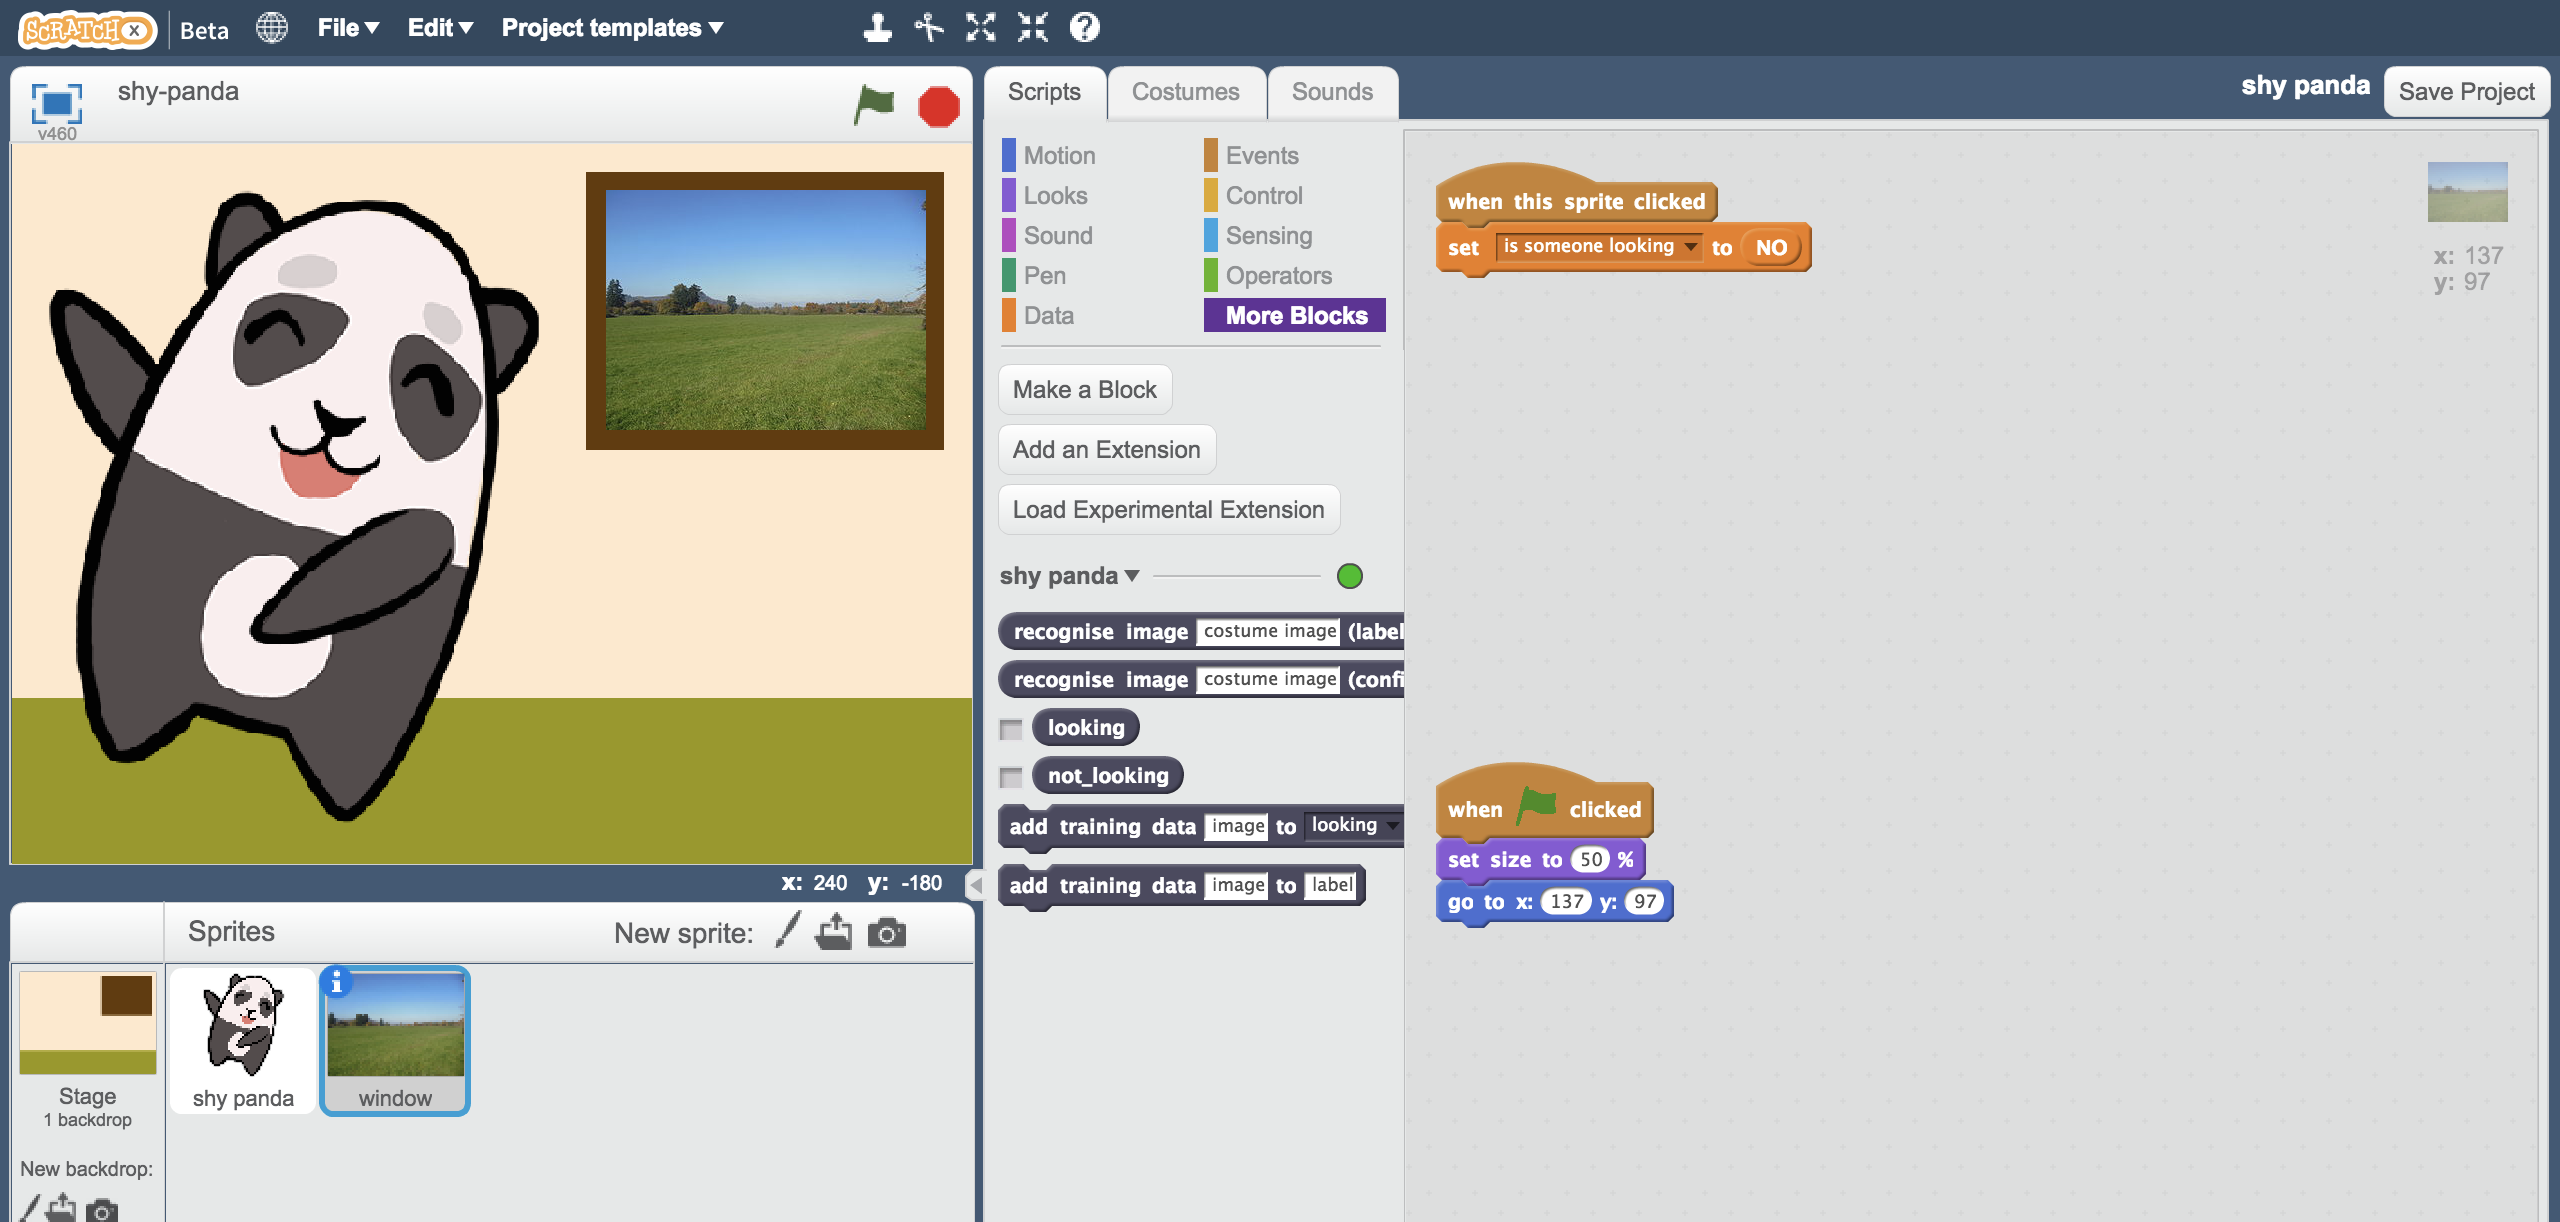 SCRATCH X Beta File Edit Project templates
shy-panda
v460
Scripts Costumes Sounds
shy panda Save Project
Motion Events
Looks Control
Sound Sensing
Pen Operators
Data More Blocks
Make a Block
Add an Extension
Load Experimental Extension
shy panda
recognise image costume image (label
recognise image costume image (confi
looking
not_looking
add training data image to looking
add training data image to label
when this sprite clicked
set is someone looking to NO
x: 137
y: 97
when clicked
set size to 50 %
go to x: 137 y: 97
x: 240 y: -180
Sprites New sprite:
Stage
1 backdrop
New backdrop:
shy panda
window